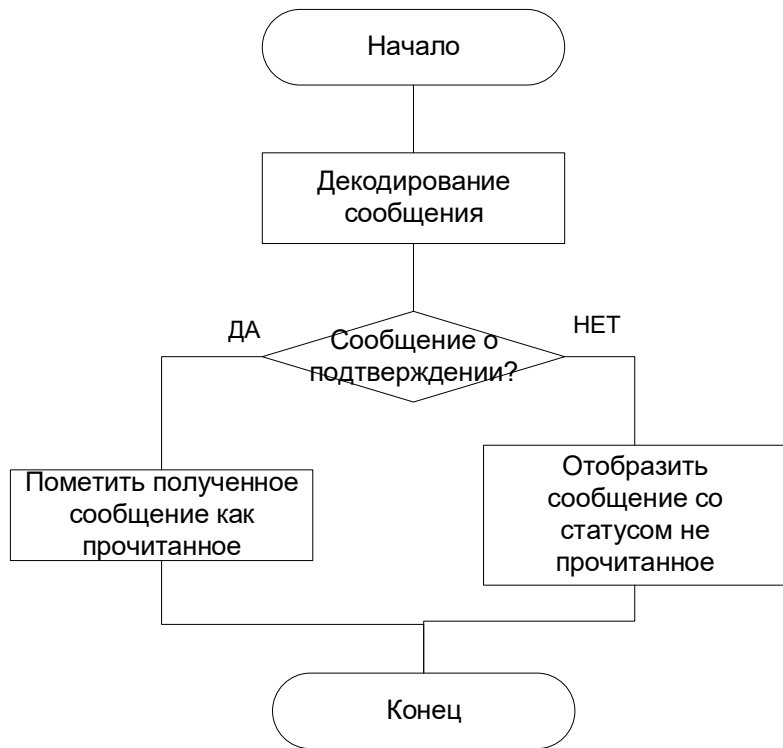 Начало
Декодирование
сообщения
ДА
НЕТ
Сообщение о
подтверждении?
Пометить полученное
сообщение как
прочитанное
Отобразить
сообщение со
статусом не
прочитанное
Конец